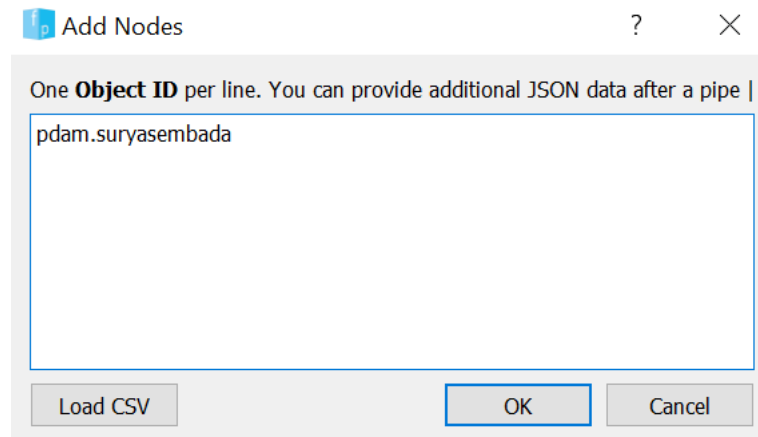 fp Add Nodes ?
One Object ID per line. You can provide additional JSON data after a pipe |
pdam.suryasembada
Load CSV OK Cancel